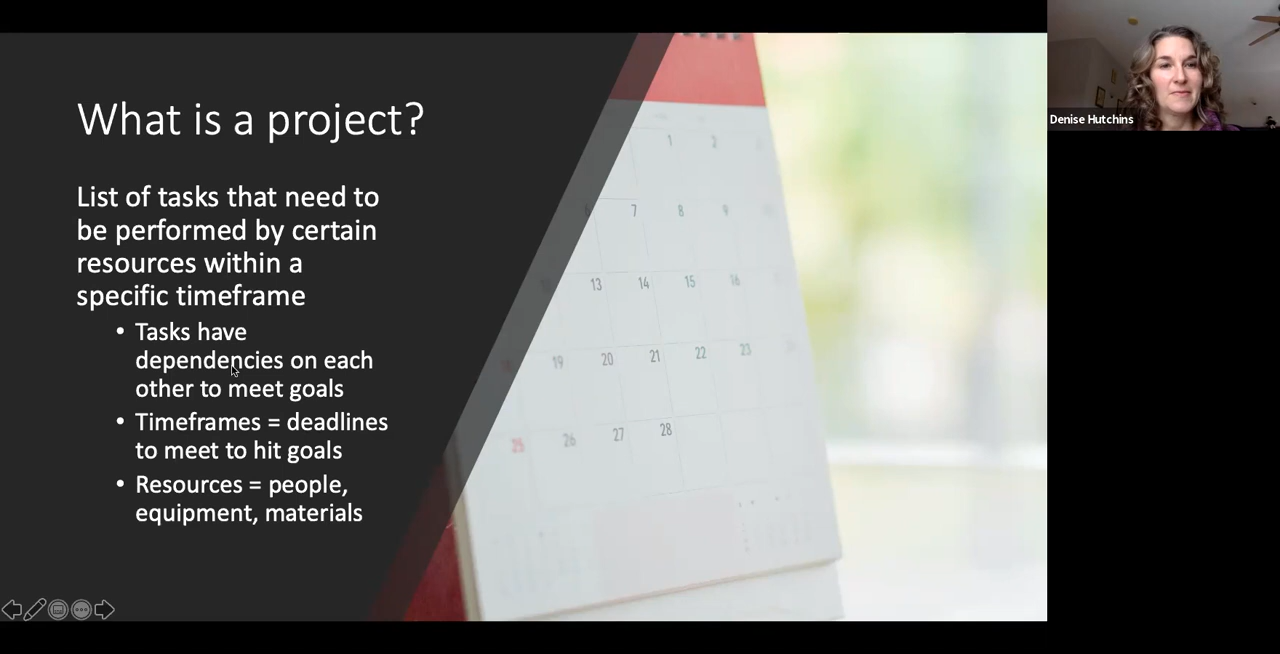 What is a project?
List of tasks that need to
be performed by certain
resources within a
specific timeframe
• Tasks have
dependencies on each
other to meet goals
• Timeframes = deadlines
to meet to hit goals
• Resources = people,
equipment, materials
1 2
6 7 8 9
13 14 15 16
19 20 21 22 23
25 26 27 28
Denise Hutchins